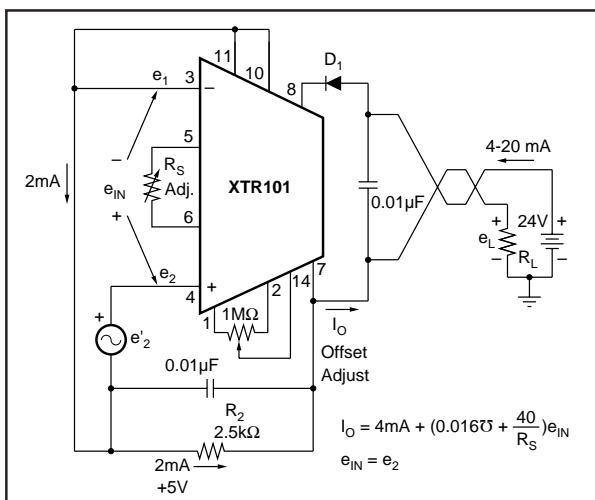 11
10
D1
e1
3
−
8
4-20 mA
5
2mA
−
RS
Adj.
XTR101
0.01µF
24V
+
+
eIN
eL
RL
−
−
6
+
e2
7
14
2
4
+
1
1MΩ
IO
+
e'2
Offset
Adjust
0.01µF
R2
2.5kΩ
2mA
+5V
IO = 4mA + (0.016℧ + 40/RS)eIN
eIN = e2